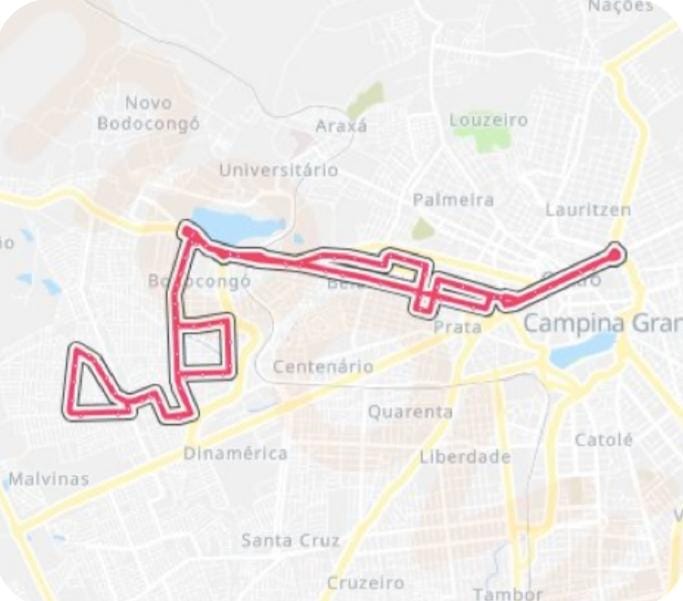 Nações
Novo
Bodocongó
Araxá
Louzeiro
Universitário
Palmeira
Lauritzen
io
Bodocongó
Centro
Prata
Campina Gran
Centenário
Quarenta
Catolé
Dinamérica
Liberdade
Malvinas
Santa Cruz
Cruzeiro
Tambor